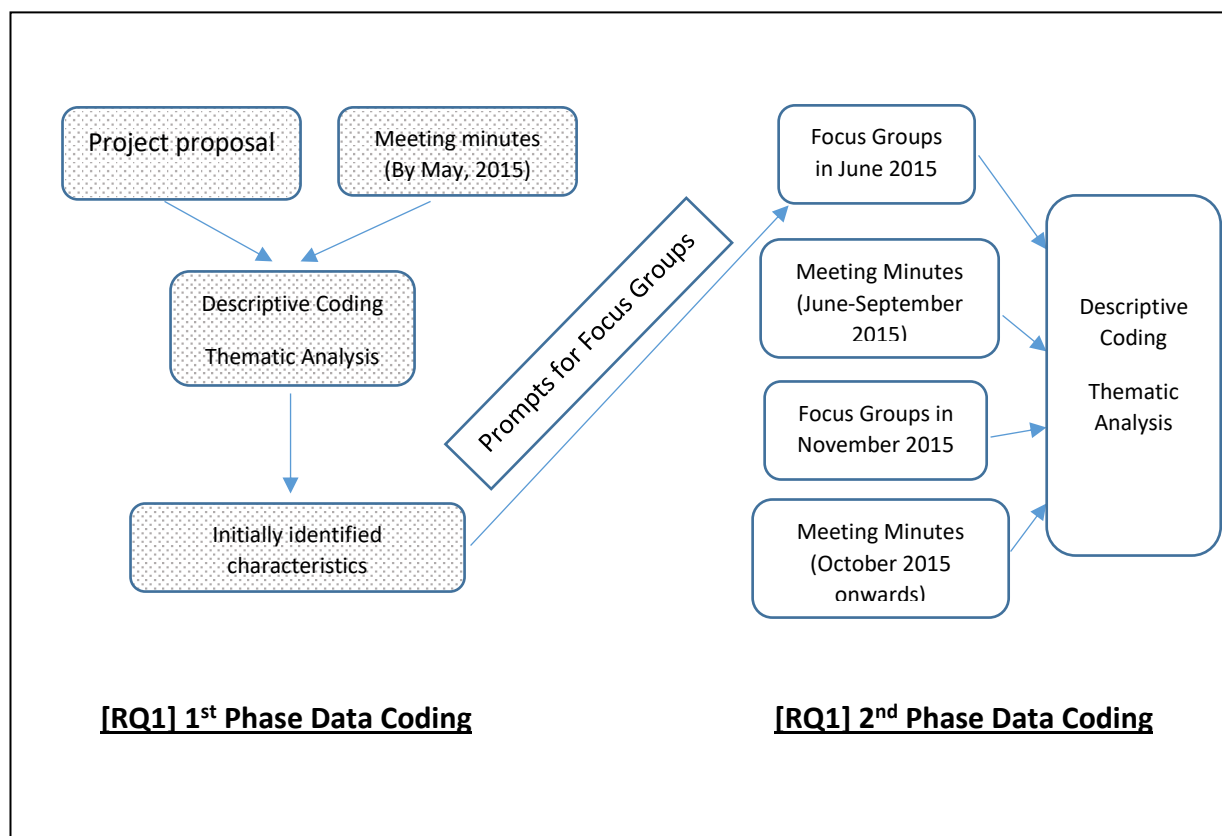 Project proposal
Meeting minutes
(By May, 2015)
Descriptive Coding
Thematic Analysis
Initially identified
characteristics
Prompts for Focus Groups
Focus Groups
in June 2015
Meeting Minutes
(June-September
2015)
Focus Groups in
November 2015
Meeting Minutes
(October 2015
onwards)
Descriptive
Coding
Thematic
Analysis
[RQ1] 1st Phase Data Coding
[RQ1] 2nd Phase Data Coding